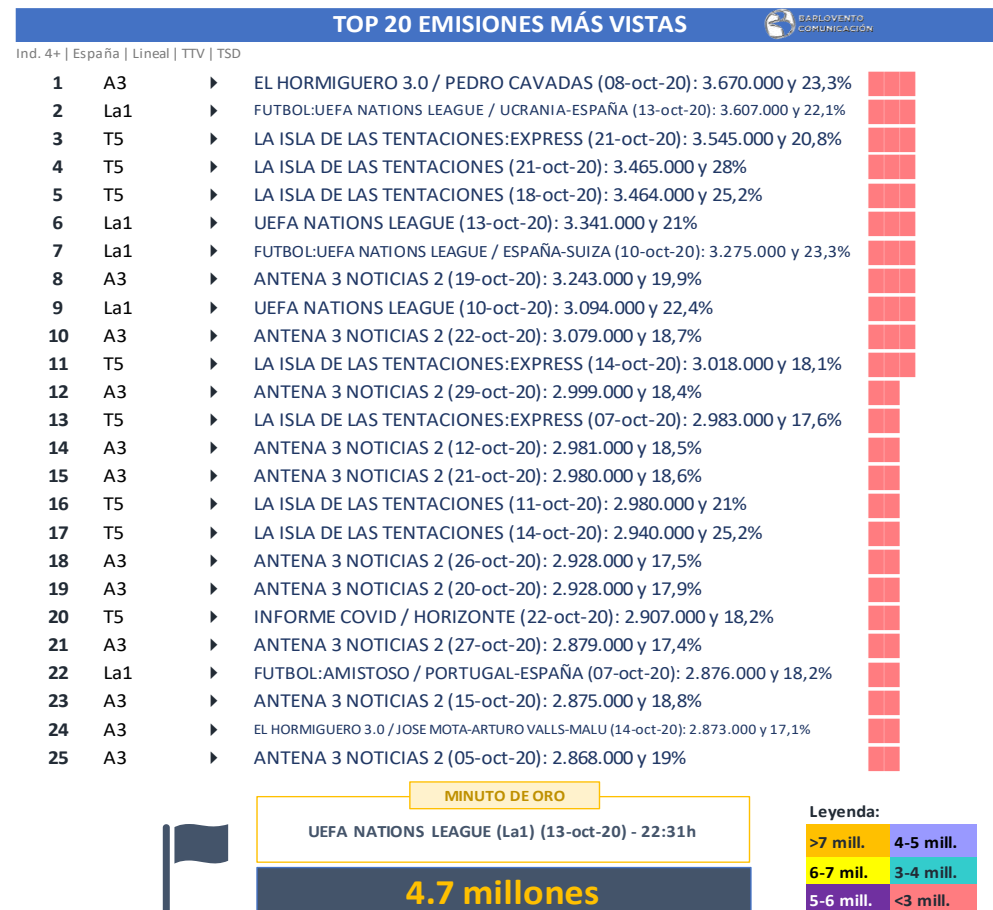 TOP 20 EMISIONES MÁS VISTAS
BARLOVENTO
COMUNICACIÓN
Ind. 4+ | España | Lineal | TTV | TSD
1 A3 EL HORMIGUERO 3.0 / PEDRO CAVADAS (08-oct-20): 3.670.000 y 23,3%
2 La1 FUTBOL:UEFA NATIONS LEAGUE / UCRANIA-ESPAÑA (13-oct-20): 3.607.000 y 22,1%
3 T5 LA ISLA DE LAS TENTACIONES:EXPRESS (21-oct-20): 3.545.000 y 20,8%
4 T5 LA ISLA DE LAS TENTACIONES (21-oct-20): 3.465.000 y 28%
5 T5 LA ISLA DE LAS TENTACIONES (18-oct-20): 3.464.000 y 25,2%
6 La1 UEFA NATIONS LEAGUE (13-oct-20): 3.341.000 y 21%
7 La1 FUTBOL:UEFA NATIONS LEAGUE / ESPAÑA-SUIZA (10-oct-20): 3.275.000 y 23,3%
8 A3 ANTENA 3 NOTICIAS 2 (19-oct-20): 3.243.000 y 19,9%
9 La1 UEFA NATIONS LEAGUE (10-oct-20): 3.094.000 y 22,4%
10 A3 ANTENA 3 NOTICIAS 2 (22-oct-20): 3.079.000 y 18,7%
11 T5 LA ISLA DE LAS TENTACIONES:EXPRESS (14-oct-20): 3.018.000 y 18,1%
12 A3 ANTENA 3 NOTICIAS 2 (29-oct-20): 2.999.000 y 18,4%
13 T5 LA ISLA DE LAS TENTACIONES:EXPRESS (07-oct-20): 2.983.000 y 17,6%
14 A3 ANTENA 3 NOTICIAS 2 (12-oct-20): 2.981.000 y 18,5%
15 A3 ANTENA 3 NOTICIAS 2 (21-oct-20): 2.980.000 y 18,6%
16 T5 LA ISLA DE LAS TENTACIONES (11-oct-20): 2.980.000 y 21%
17 T5 LA ISLA DE LAS TENTACIONES (14-oct-20): 2.940.000 y 25,2%
18 A3 ANTENA 3 NOTICIAS 2 (26-oct-20): 2.928.000 y 17,5%
19 A3 ANTENA 3 NOTICIAS 2 (20-oct-20): 2.928.000 y 17,9%
20 T5 INFORME COVID / HORIZONTE (22-oct-20): 2.907.000 y 18,2%
21 A3 ANTENA 3 NOTICIAS 2 (27-oct-20): 2.879.000 y 17,4%
22 La1 FUTBOL:AMISTOSO / PORTUGAL-ESPAÑA (07-oct-20): 2.876.000 y 18,2%
23 A3 ANTENA 3 NOTICIAS 2 (15-oct-20): 2.875.000 y 18,8%
24 A3 EL HORMIGUERO 3.0 / JOSE MOTA-ARTURO VALLS-MALU (14-oct-20): 2.873.000 y 17,1%
25 A3 ANTENA 3 NOTICIAS 2 (05-oct-20): 2.868.000 y 19%
MINUTO DE ORO
UEFA NATIONS LEAGUE (La1) (13-oct-20) - 22:31h
4.7 millones
Leyenda:
>7 mill. 4-5 mill.
6-7 mil. 3-4 mill.
5-6 mill. <3 mill.